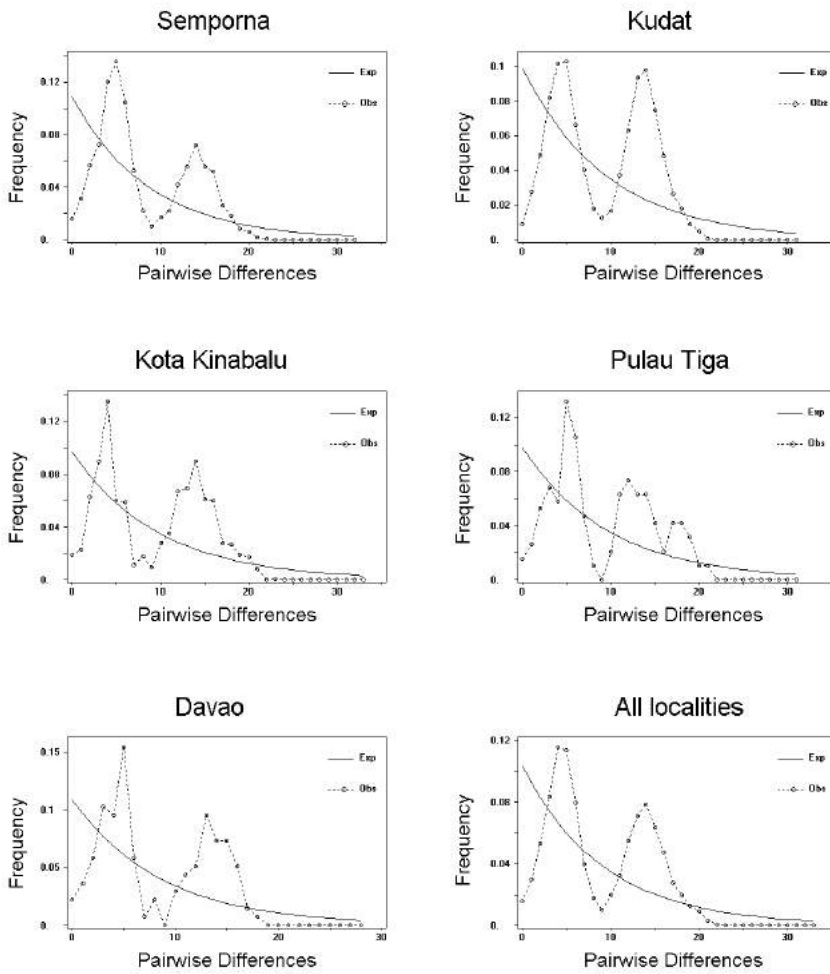 Semporna
Frequency
0.12
0.08
0.04
0.
0
10
20
30
Exp
Obs
Pairwise Differences
Kudat
Frequency
0.1
0.08
0.06
0.04
0.02
0.
0
10
20
30
Exp
Obs
Pairwise Differences
Kota Kinabalu
Frequency
0.12
0.08
0.04
0.
0
10
20
30
Exp
Obs
Pairwise Differences
Pulau Tiga
Frequency
0.12
0.08
0.04
0.
0
10
20
30
Exp
Obs
Pairwise Differences
Davao
Frequency
0.15
0.1
0.05
0.
0
10
20
30
Exp
Obs
Pairwise Differences
All localities
Frequency
0.12
0.08
0.04
0.
0
10
20
30
Exp
Obs
Pairwise Differences